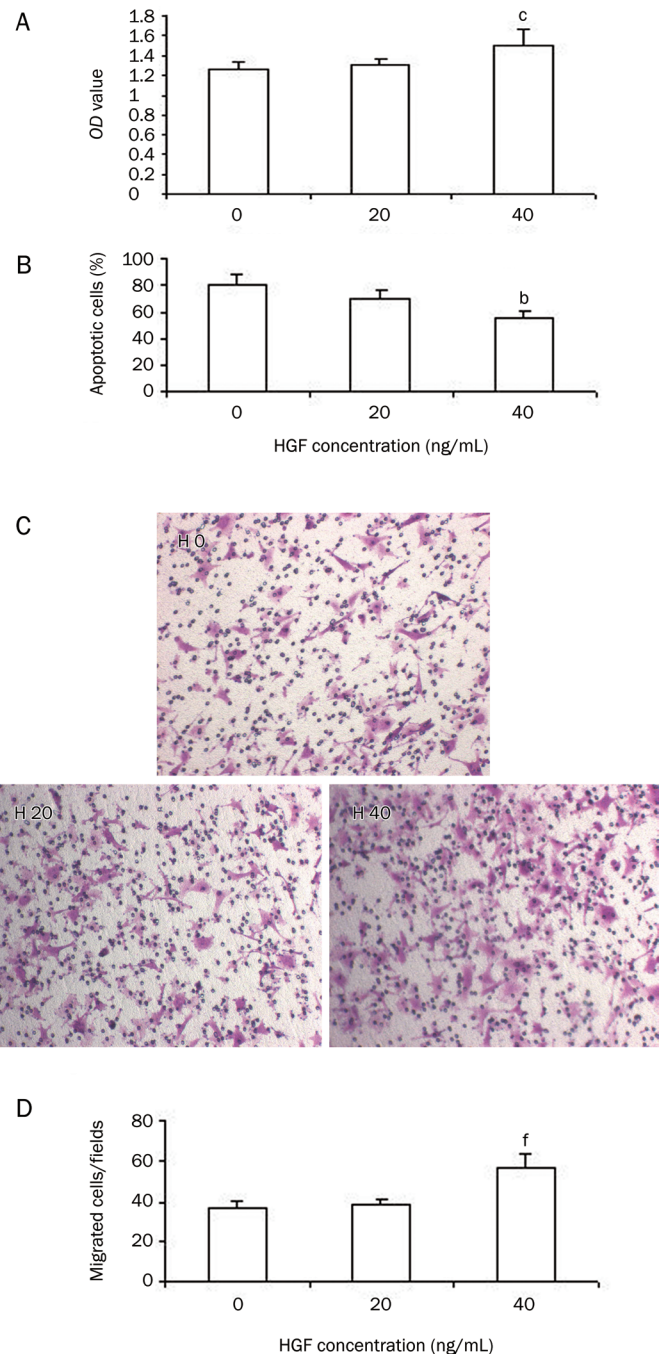 A
OD value
1.8
1.6
1.4
1.2
1
0.8
0.6
0.4
0.2
0
c
0 20 40
B
Apoptotic cells (%)
100
80
60
40
20
0
b
0 20 40
HGF concentration (ng/mL)
C
H 0
H 20
H 40
D
Migrated cells/fields
80
60
40
20
0
f
0 20 40
HGF concentration (ng/mL)